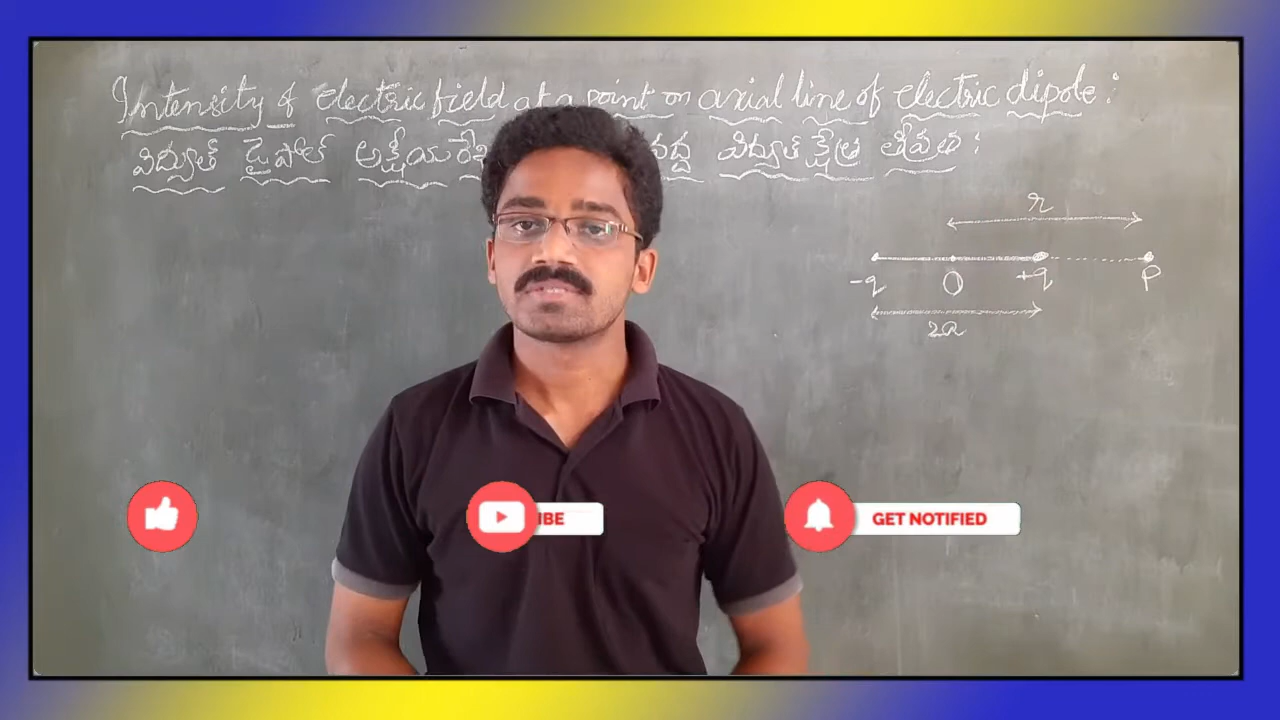 Intensity of electric field at a point on axial line of electric dipole :
విద్యుత్ డైపోల్ అక్షీయ వద్ద విద్యుత్ క్షేత్ర తీవ్రత :
r
-q O +q P
2a
IBE GET NOTIFIED